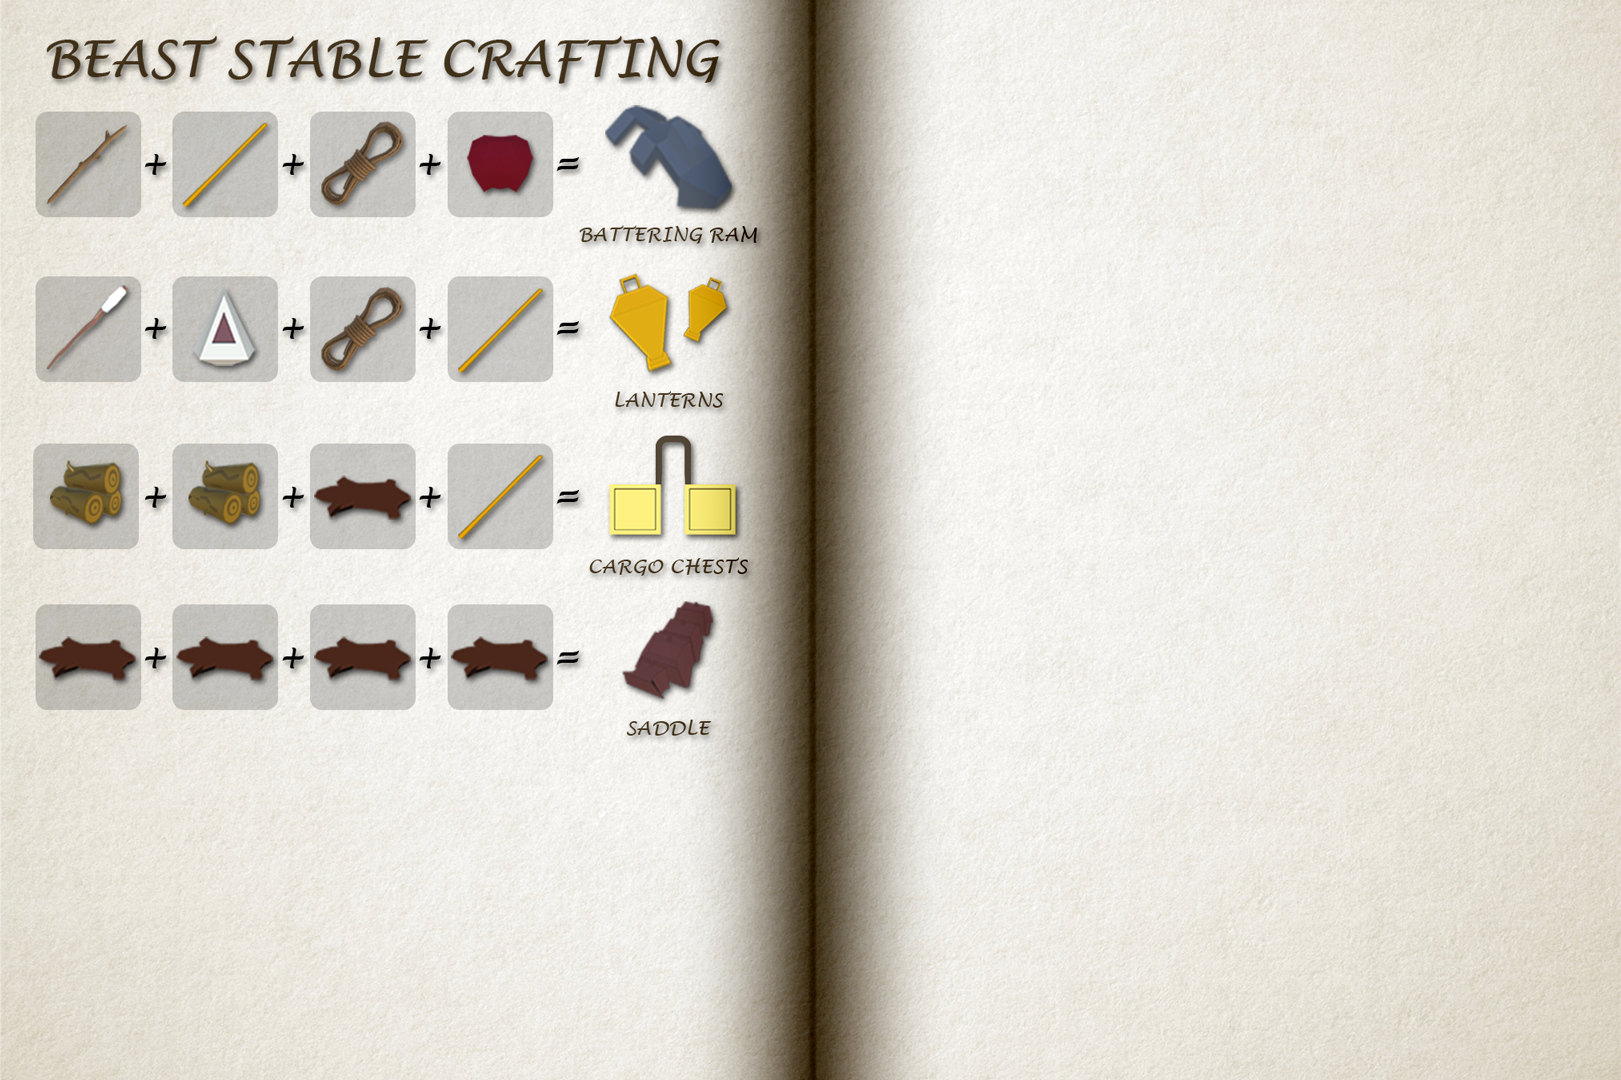 BEAST STABLE CRAFTING
+ + + =
BATTERING RAM
+ + + =
LANTERNS
+ + + =
CARGO CHESTS
+ + + =
SADDLE